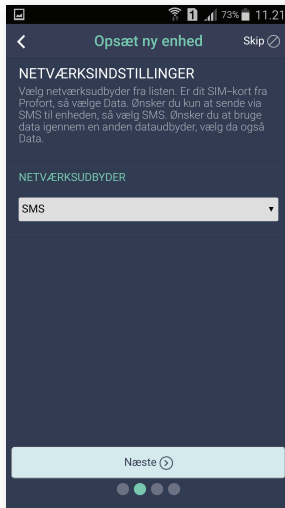 1 73% 11.21
Opsæt ny enhed Skip
NETVÆRKSINDSTILLINGER
Vælg netværksudbyder fra listen. Er dit SIM-kort fra
Profort, så vælge Data. Ønsker du kun at sende via
SMS til enheden, så vælg SMS. Ønsker du at bruge
data igennem en anden dataudbyder, vælg da også
Data.
NETVÆRKSUDBYDER
SMS
Næste